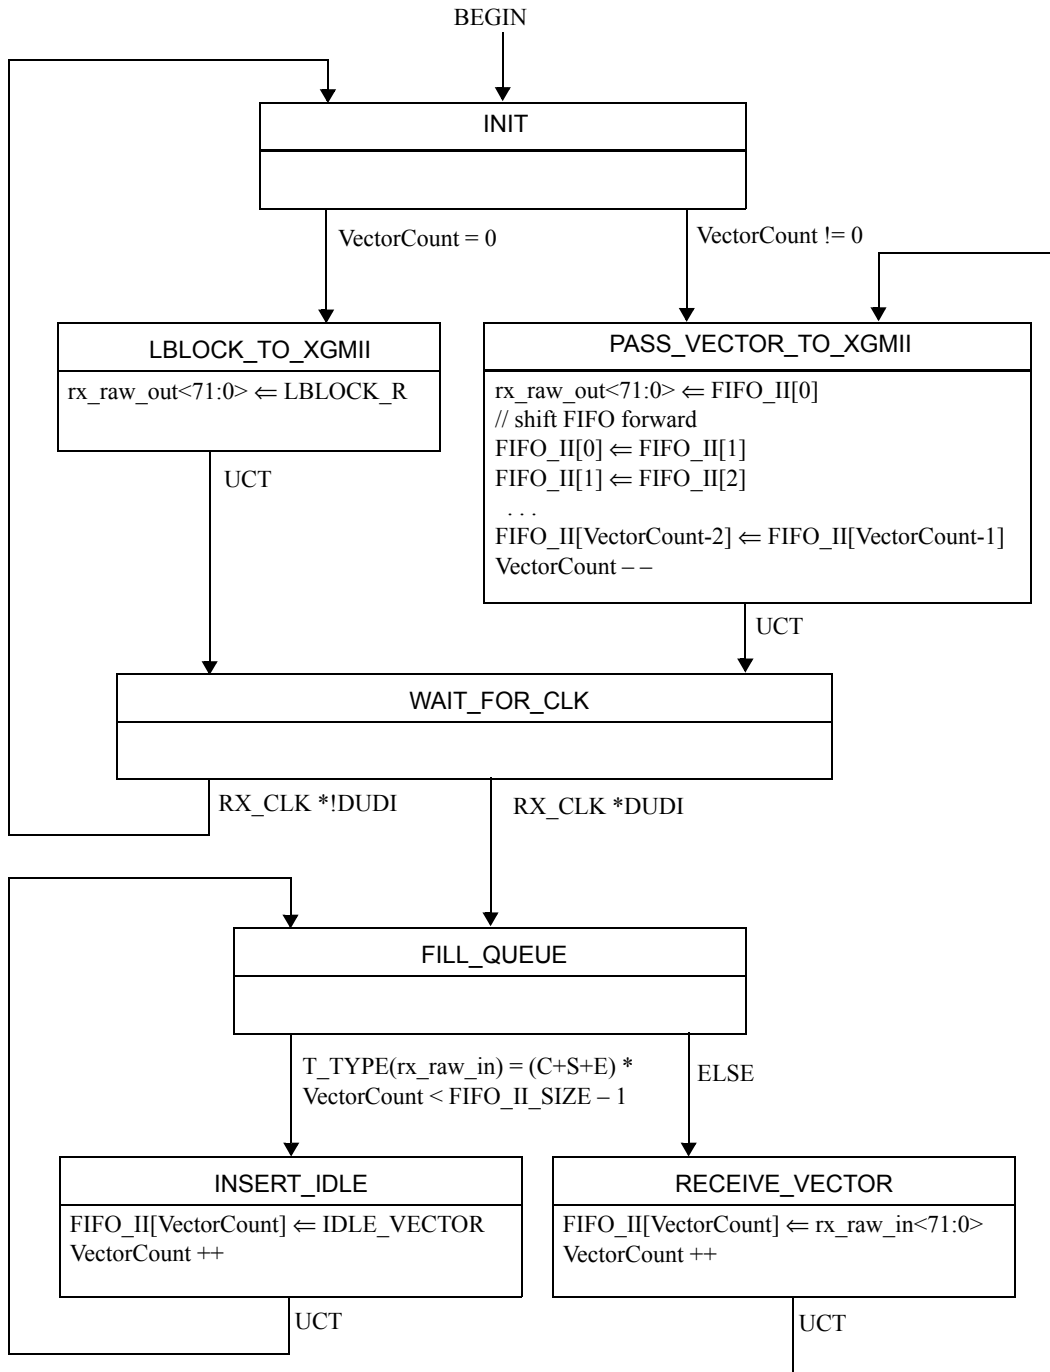 BEGIN
INIT
VectorCount = 0
VectorCount != 0
LBLOCK_TO_XGMII
rx_raw_out<71:0> ⇐ LBLOCK_R
UCT
PASS_VECTOR_TO_XGMII
rx_raw_out<71:0> ⇐ FIFO_II[0]
// shift FIFO forward
FIFO_II[0] ⇐ FIFO_II[1]
FIFO_II[1] ⇐ FIFO_II[2]
. . .
FIFO_II[VectorCount-2] ⇐ FIFO_II[VectorCount-1]
VectorCount – –
UCT
WAIT_FOR_CLK
RX_CLK *!DUDI
RX_CLK *DUDI
FILL_QUEUE
T_TYPE(rx_raw_in) = (C+S+E) *
VectorCount < FIFO_II_SIZE – 1
ELSE
INSERT_IDLE
FIFO_II[VectorCount] ⇐ IDLE_VECTOR
VectorCount ++
UCT
RECEIVE_VECTOR
FIFO_II[VectorCount] ⇐ rx_raw_in<71:0>
VectorCount ++
UCT